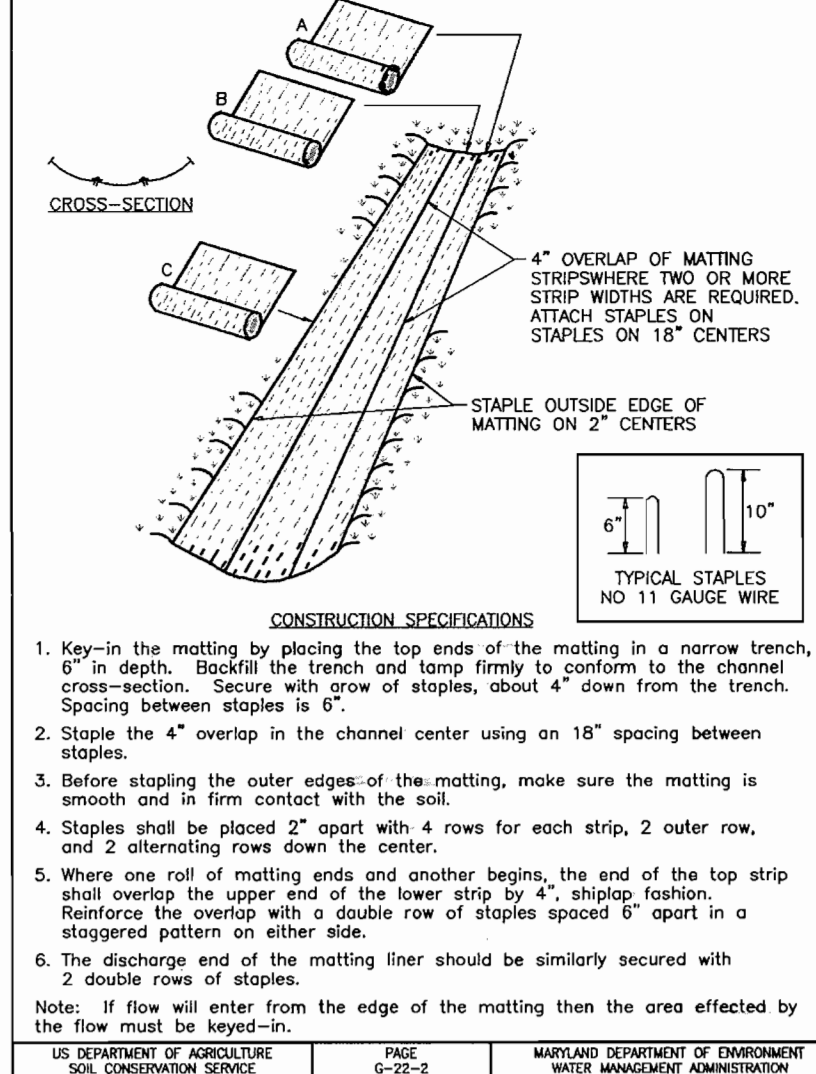 A
B
CROSS-SECTION
C
4" OVERLAP OF MATTING
STRIPSWHERE TWO OR MORE
STRIP WIDTHS ARE REQUIRED.
ATTACH STAPLES ON
STAPLES ON 18" CENTERS
STAPLE OUTSIDE EDGE OF
MATTING ON 2" CENTERS
6"
10"
TYPICAL STAPLES
NO 11 GAUGE WIRE
CONSTRUCTION SPECIFICATIONS
1. Key-in the matting by placing the top ends of the matting in a narrow trench,
6" in depth. Backfill the trench and tamp firmly to conform to the channel
cross-section. Secure with arow of staples, about 4" down from the trench.
Spacing between staples is 6".
2. Staple the 4" overlap in the channel center using an 18" spacing between
staples.
3. Before stapling the outer edges of the matting, make sure the matting is
smooth and in firm contact with the soil.
4. Staples shall be placed 2" apart with 4 rows for each strip, 2 outer row,
and 2 alternating rows down the center.
5. Where one roll of matting ends and another begins, the end of the top strip
shall overlap the upper end of the lower strip by 4", shiplap fashion.
Reinforce the overlap with a double row of staples spaced 6" apart in a
staggered pattern on either side.
6. The discharge end of the matting liner should be similarly secured with
2 double rows of staples.
Note: If flow will enter from the edge of the matting then the area effected by
the flow must be keyed-in.
US DEPARTMENT OF AGRICULTURE
SOIL CONSERVATION SERVICE
PAGE
G-22-2
MARYLAND DEPARTMENT OF ENVIRONMENT
WATER MANAGEMENT ADMINISTRATION